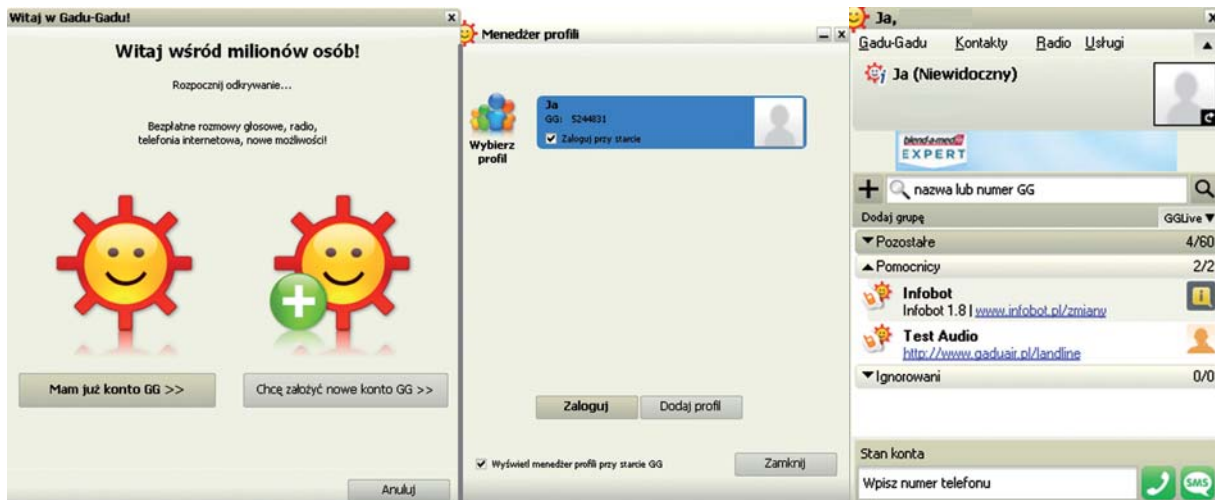 Witaj w Gadu-Gadu!
Witaj wśród milionów osób!
Rozpocznij odkrywanie...
Bezpłatne rozmowy głosowe, radio,
telefonia internetowa, nowe możliwości!
Mam już konto GG >>
Chcę założyć nowe konto GG >>
Anuluj
Menedżer profili
Wybierz
profil
Ja
GG: 5244831
Zaloguj przy starcie
Zaloguj
Dodaj profil
Wyświetl menedżer profili przy starcie GG
Zamknij
Ja,
Gadu-Gadu Kontakty Radio Usługi
Ja (Niewidoczny)
blend-a-med
EXPERT
nazwa lub numer GG
Dodaj grupę GGLive
Pozostałe 4/60
Pomocnicy 2/2
Infobot
Infobot 1.8 | www.infobot.pl/zmiany
Test Audio
http://www.gaduair.pl/landline
Ignorowani 0/0
Stan konta
Wpisz numer telefonu
SMS